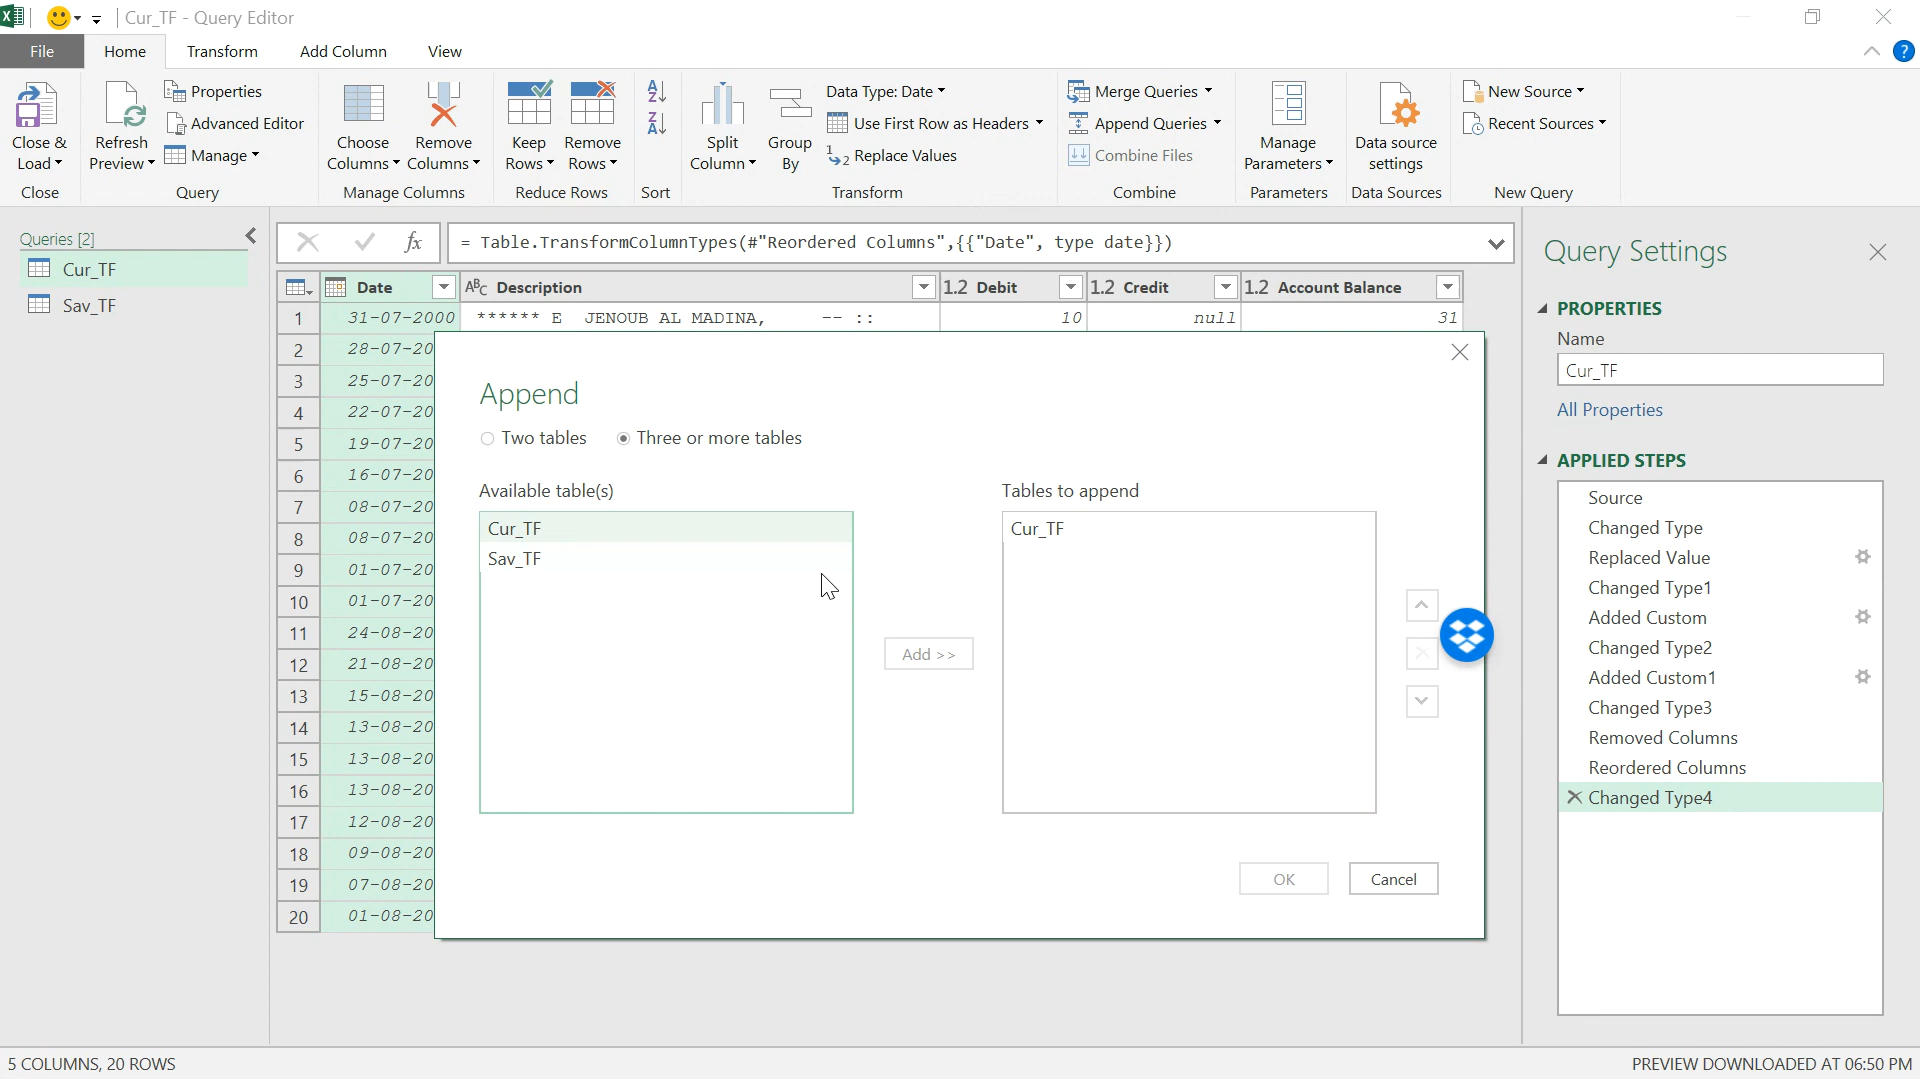 Cur_TF - Query Editor
File
Home
Transform
Add Column
View
Close &
Load
Close
Refresh
Preview
Properties
Advanced Editor
Manage
Query
Choose
Columns
Remove
Columns
Manage Columns
Keep
Rows
Remove
Rows
Reduce Rows
Sort
Split
Column
Group
By
Data Type: Date
Use First Row as Headers
Replace Values
Transform
Merge Queries
Append Queries
Combine Files
Combine
Manage
Parameters
Parameters
Data source
settings
Data Sources
New Source
Recent Sources
New Query
Queries [2]
Cur_TF
Sav_TF
fx
= Table.TransformColumnTypes(#"Reordered Columns",{{"Date", type date}})
Date
ABC Description
1.2 Debit
1.2 Credit
1.2 Account Balance
1 31-07-2000 ****** E JENOUB AL MADINA, -- :: 10 null 31
2 28-07-20
3 25-07-20
4 22-07-20
5 19-07-20
6 16-07-20
7 08-07-20
8 08-07-20
9 01-07-20
10 01-07-20
11 24-08-20
12 21-08-20
13 15-08-20
14 13-08-20
15 13-08-20
16 13-08-20
17 12-08-20
18 09-08-20
19 07-08-20
20 01-08-20
Append
Two tables
Three or more tables
Available table(s)
Cur_TF
Sav_TF
Add >>
Tables to append
Cur_TF
OK
Cancel
Query Settings
PROPERTIES
Name
Cur_TF
All Properties
APPLIED STEPS
Source
Changed Type
Replaced Value
Changed Type1
Added Custom
Changed Type2
Added Custom1
Changed Type3
Removed Columns
Reordered Columns
Changed Type4
5 COLUMNS, 20 ROWS
PREVIEW DOWNLOADED AT 06:50 PM